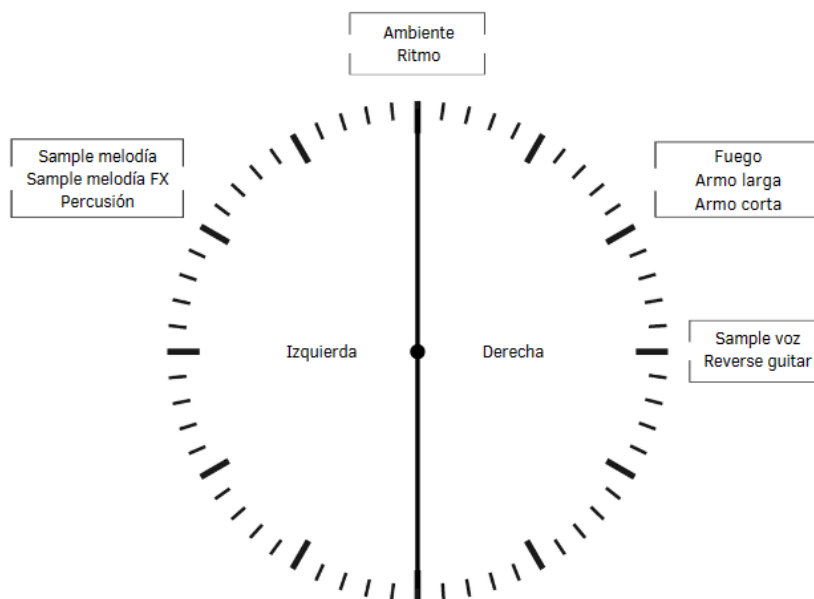 Ambiente
Ritmo
Sample melodía
Sample melodía FX
Percusión
Fuego
Armo larga
Armo corta
Izquierda
Derecha
Sample voz
Reverse guitar